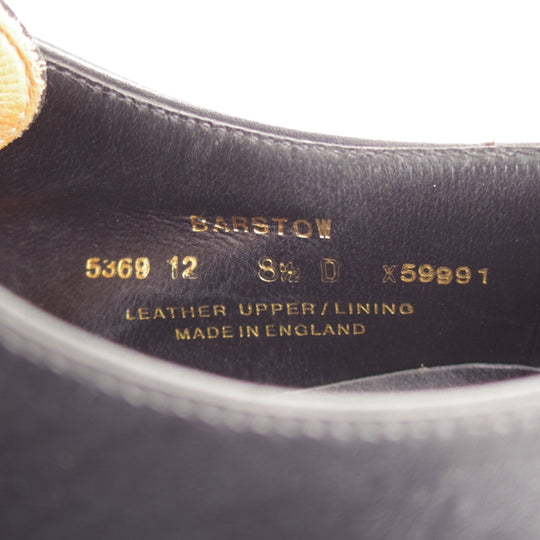 BARSTOW
5369 12 8½ D X59991
LEATHER UPPER/LINING
MADE IN ENGLAND